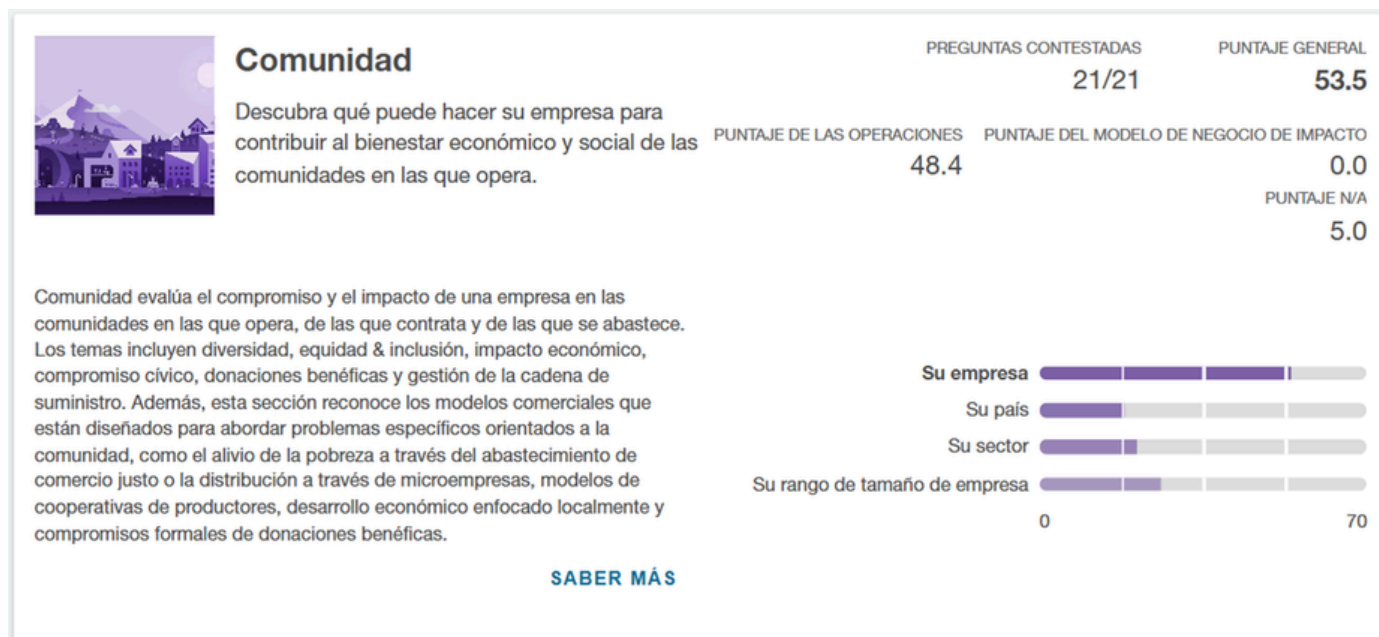 Comunidad
Descubra qué puede hacer su empresa para
contribuir al bienestar económico y social de las
comunidades en las que opera.
PREGUNTAS CONTESTADAS
21/21
PUNTAJE GENERAL
53.5
PUNTAJE DE LAS OPERACIONES
48.4
PUNTAJE DEL MODELO DE NEGOCIO DE IMPACTO
0.0
PUNTAJE N/A
5.0
Comunidad evalúa el compromiso y el impacto de una empresa en las
comunidades en las que opera, de las que contrata y de las que se abastece.
Los temas incluyen diversidad, equidad & inclusión, impacto económico,
compromiso cívico, donaciones benéficas y gestión de la cadena de
suministro. Además, esta sección reconoce los modelos comerciales que
están diseñados para abordar problemas específicos orientados a la
comunidad, como el alivio de la pobreza a través del abastecimiento de
comercio justo o la distribución a través de microempresas, modelos de
cooperativas de productores, desarrollo económico enfocado localmente y
compromisos formales de donaciones benéficas.
SABER MÁS
Su empresa
Su país
Su sector
Su rango de tamaño de empresa
0 70